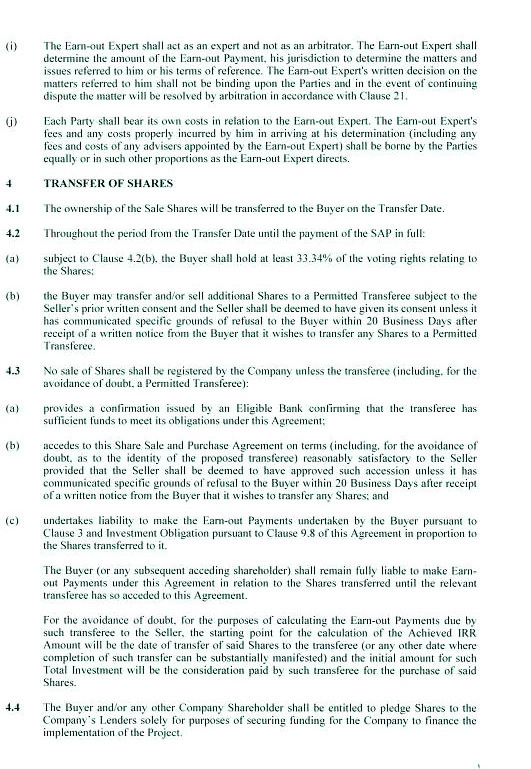 (i) The Earn-out Expert shall act as an expert and not as an arbitrator. The Earn-out Expert shall
determine the amount of the Earn-out Payment, his jurisdiction to determine the matters and
issues referred to him or his terms of reference. The Earn-out Expert's written decision on the
matters referred to him shall not be binding upon the Parties and in the event of continuing
dispute the matter will be resolved by arbitration in accordance with Clause 21.
(j) Each Party shall bear its own costs in relation to the Earn-out Expert. The Earn-out Expert's
fees and any costs properly incurred by him in arriving at his determination (including any
fees and costs of any advisers appointed by the Earn-out Expert) shall be borne by the Parties
equally or in such other proportions as the Earn-out Expert directs.
4 TRANSFER OF SHARES
4.1 The ownership of the Sale Shares will be transferred to the Buyer on the Transfer Date.
4.2 Throughout the period from the Transfer Date until the payment of the SAP in full:
(a) subject to Clause 4.2(b), the Buyer shall hold at least 33.34% of the voting rights relating to
the Shares;
(b) the Buyer may transfer and/or sell additional Shares to a Permitted Transferee subject to the
Seller's prior written consent and the Seller shall be deemed to have given its consent unless it
has communicated specific grounds of refusal to the Buyer within 20 Business Days after
receipt of a written notice from the Buyer that it wishes to transfer any Shares to a Permitted
Transferee.
4.3 No sale of Shares shall be registered by the Company unless the transferee (including, for the
avoidance of doubt, a Permitted Transferee):
(a) provides a confirmation issued by an Eligible Bank confirming that the transferee has
sufficient funds to meet its obligations under this Agreement;
(b) accedes to this Share Sale and Purchase Agreement on terms (including, for the avoidance of
doubt, as to the identity of the proposed transferee) reasonably satisfactory to the Seller
provided that the Seller shall be deemed to have approved such accession unless it has
communicated specific grounds of refusal to the Buyer within 20 Business Days after receipt
of a written notice from the Buyer that it wishes to transfer any Shares; and
(c) undertakes liability to make the Earn-out Payments undertaken by the Buyer pursuant to
Clause 3 and Investment Obligation pursuant to Clause 9.8 of this Agreement in proportion to
the Shares transferred to it.
The Buyer (or any subsequent acceding shareholder) shall remain fully liable to make Earn-
out Payments under this Agreement in relation to the Shares transferred until the relevant
transferee has so acceded to this Agreement.
For the avoidance of doubt, for the purposes of calculating the Earn-out Payments due by
such transferee to the Seller, the starting point for the calculation of the Achieved IRR
Amount will be the date of transfer of said Shares to the transferee (or any other date where
completion of such transfer can be substantially manifested) and the initial amount for such
Total Investment will be the consideration paid by such transferee for the purchase of said
Shares.
4.4 The Buyer and/or any other Company Shareholder shall be entitled to pledge Shares to the
Company's Lenders solely for purposes of securing funding for the Company to finance the
implementation of the Project.